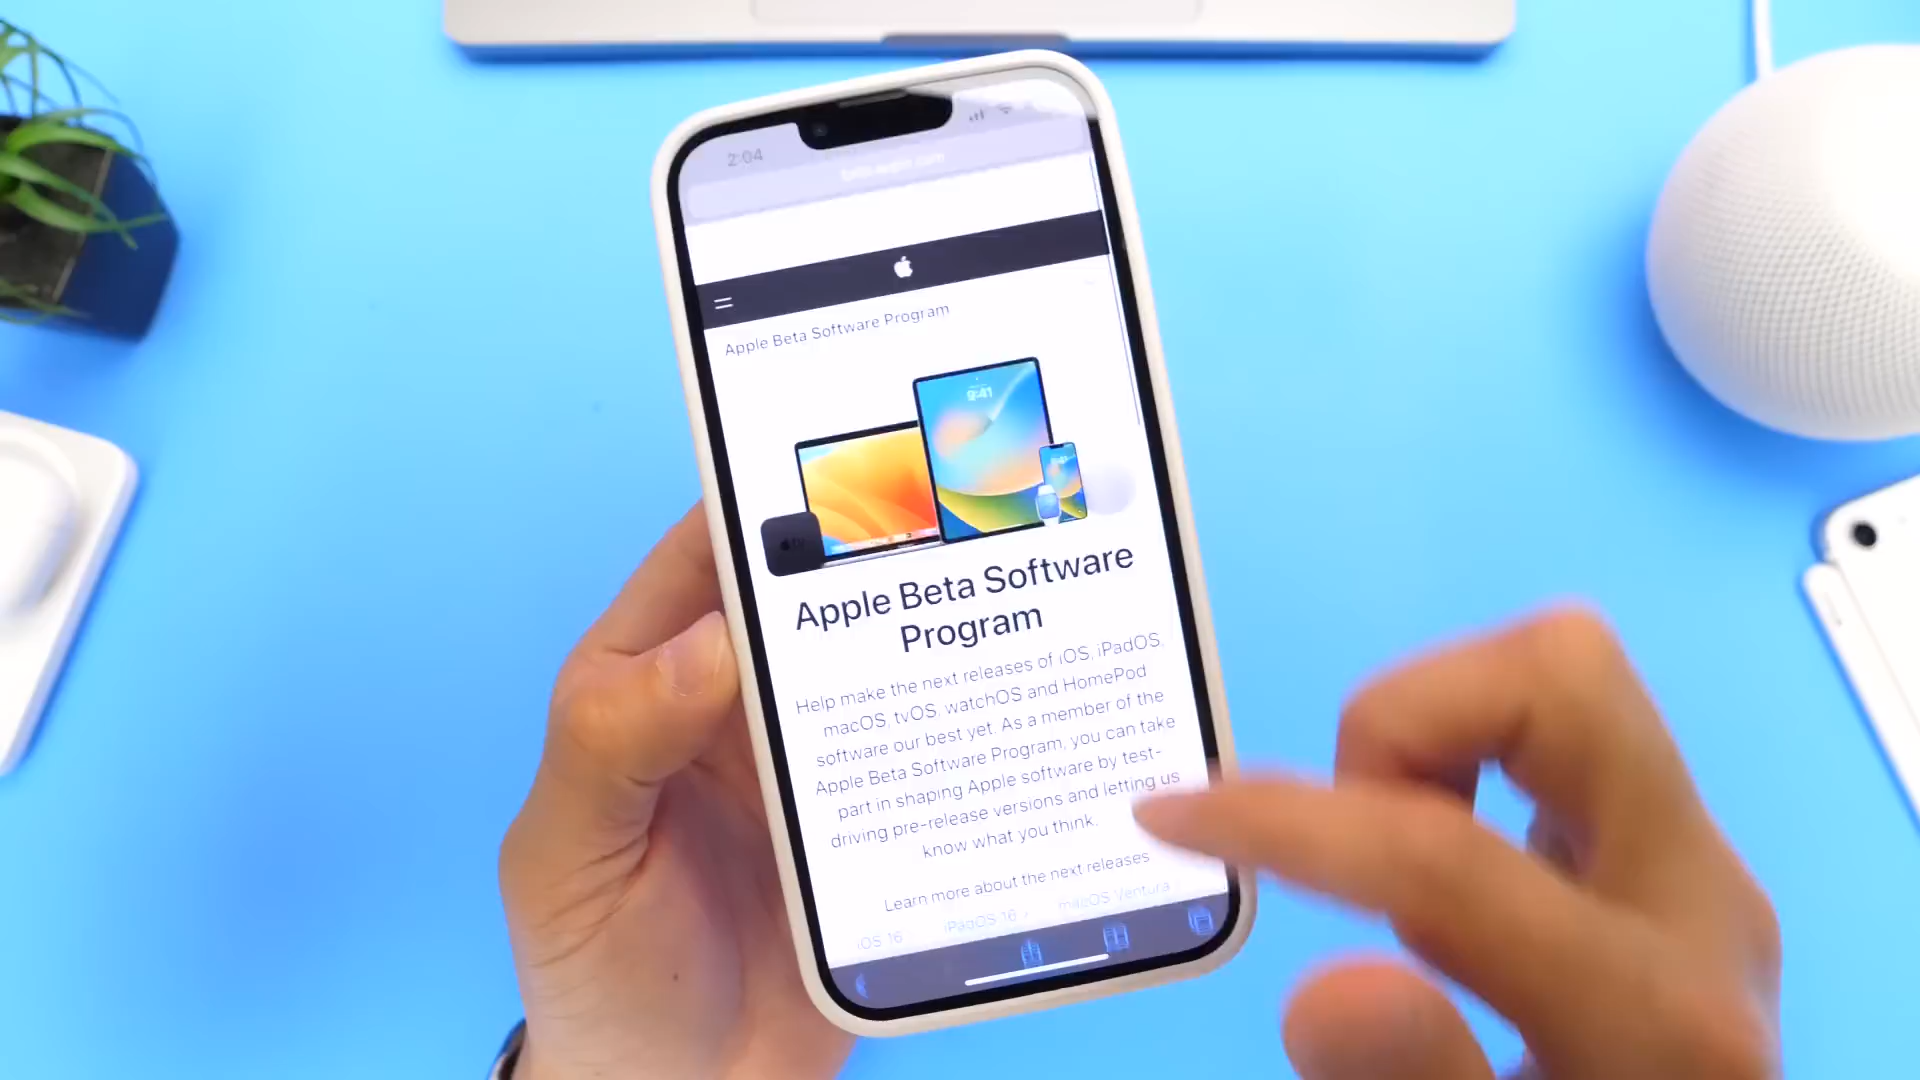 2:04
Apple Beta Software Program
9:41
tv
Apple Beta Software
Program
Help make the next releases of iOS, iPadOS,
macOS, tvOS, watchOS and HomePod
software our best yet. As a member of the
Apple Beta Software Program, you can take
part in shaping Apple software by test-
driving pre-release versions and letting us
know what you think.
Learn more about the next releases
iOS 16 iPadOS 16 › macOS Ventura